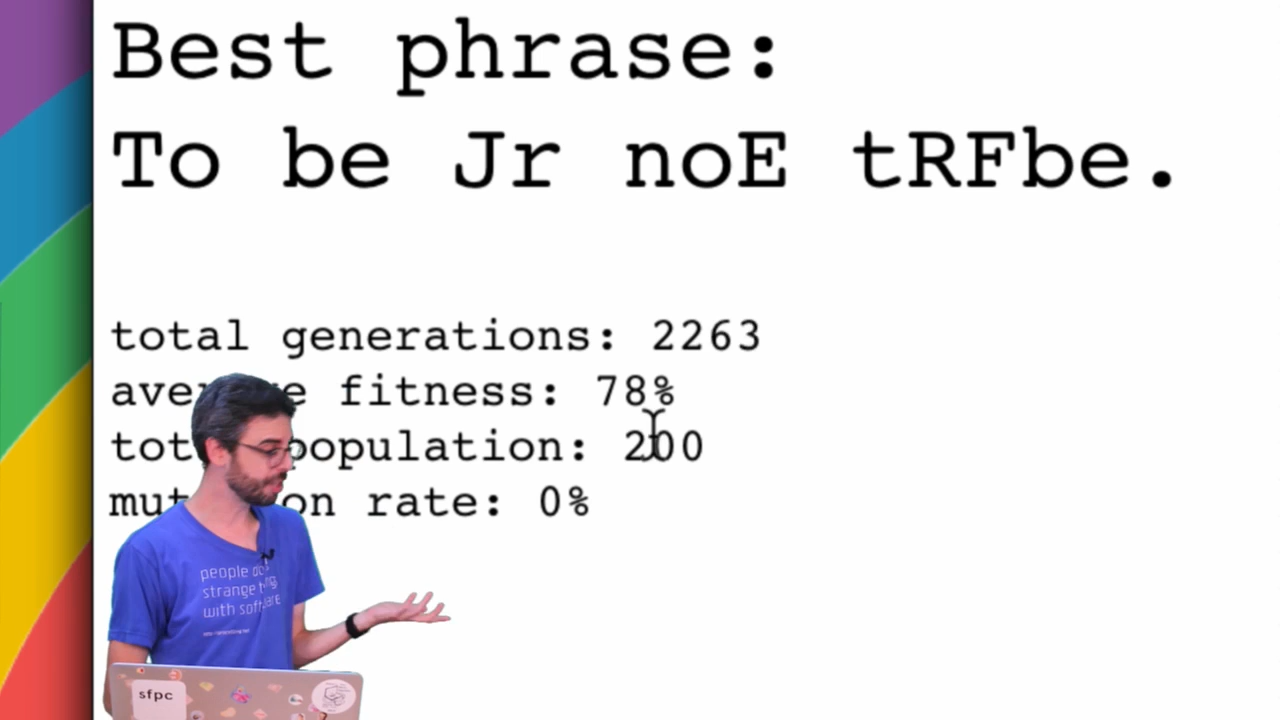 Best phrase:
To be Jr noE tRFbe.
total generations: 2263
fitness: 78%
population: 200
rate: 0%
people do
strange
with software
sfpc